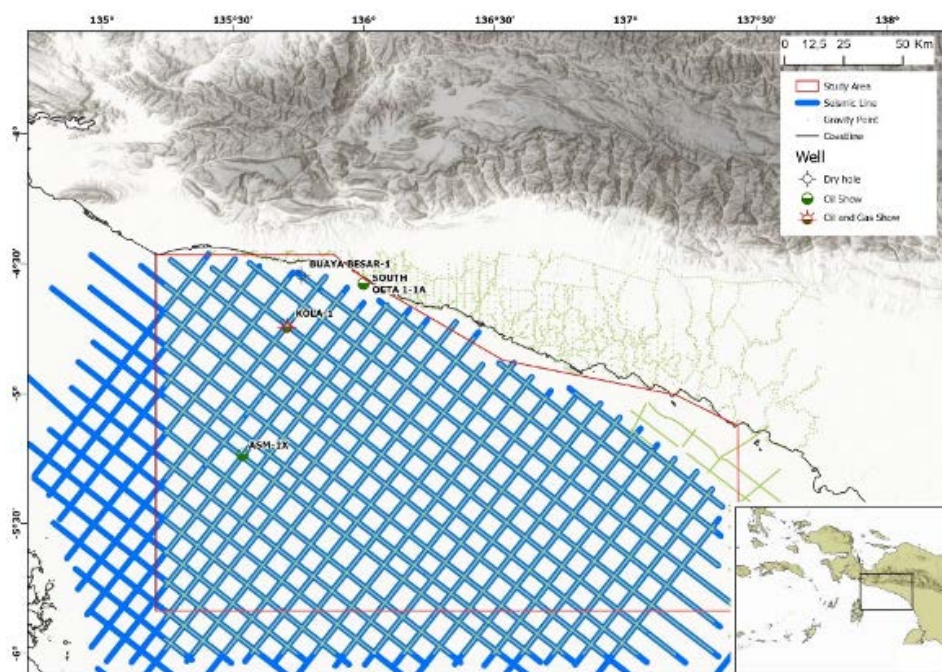 135° 135°30' 136° 136°30' 137° 137°30' 138°
0 12,5 25 50 Km
Study Area
Seismic Line
Gravity Point
Coastline
Well
Dry hole
Oil Show
Oil and Gas Show
-4°
-4°30'
BUAYA BESAR-1
SOUTH
OETA 1-1A
KOLA-1
-5°
ASM-1X
-5°30'
-6°